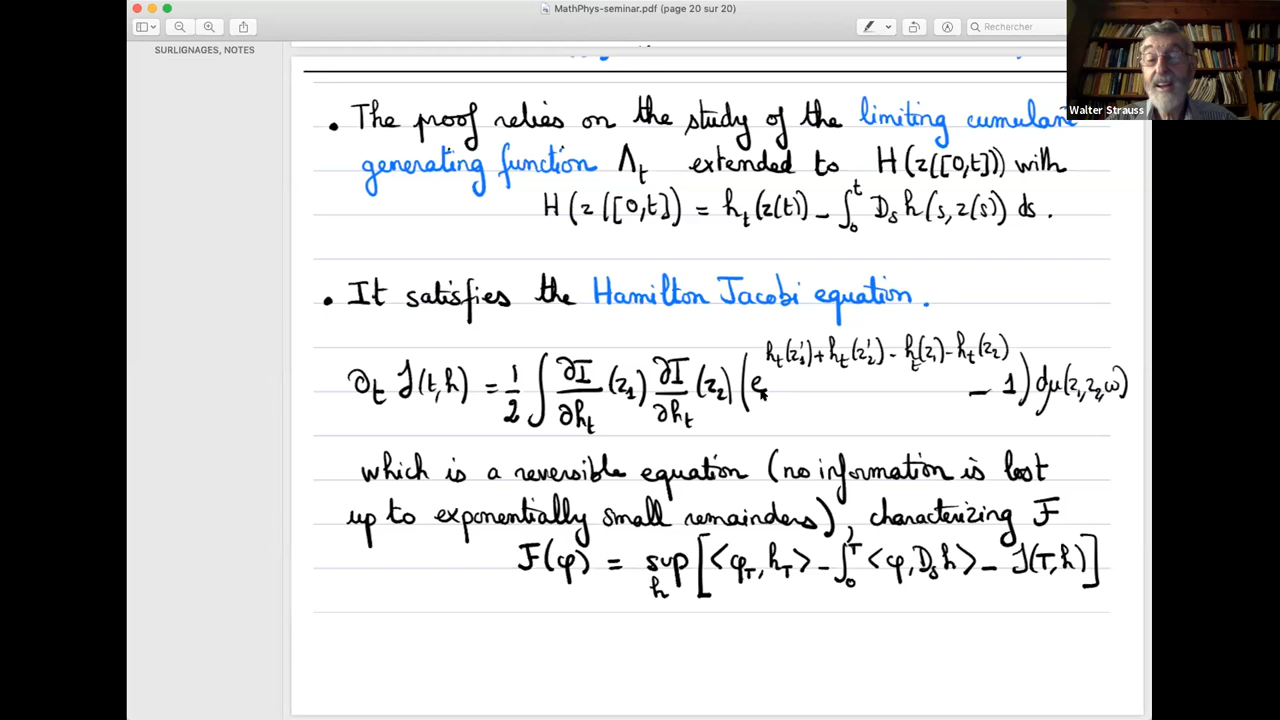 MathPhys-seminar.pdf (page 20 sur 20)
Rechercher
SURLIGNAGES, NOTES
Walter Strauss
• The proof relies on the study of the limiting cumulant
generating function Λ_t extended to H(z([0,t])) with
H(z([0,t]) = h_t(z(t)) - ∫_0^t D_s h(s,z(s)) ds.
• It satisfies the Hamilton Jacobi equation.
∂_t J(t,h) = 1/2 ∫ ∂I/∂h_t (z_1) ∂I/∂h_t (z_2) (e^{h_t(z'_1)+h_t(z'_2)-h_t(z_1)-h_t(z_2)} - 1) dμ(z_1,z_2,ω)
which is a reversible equation (no information is lost
up to exponentially small remainders), characterizing F
F(φ) = sup_h [<φ_T,h_T> - ∫_0^T <φ,D_s h> - J(T,h)]